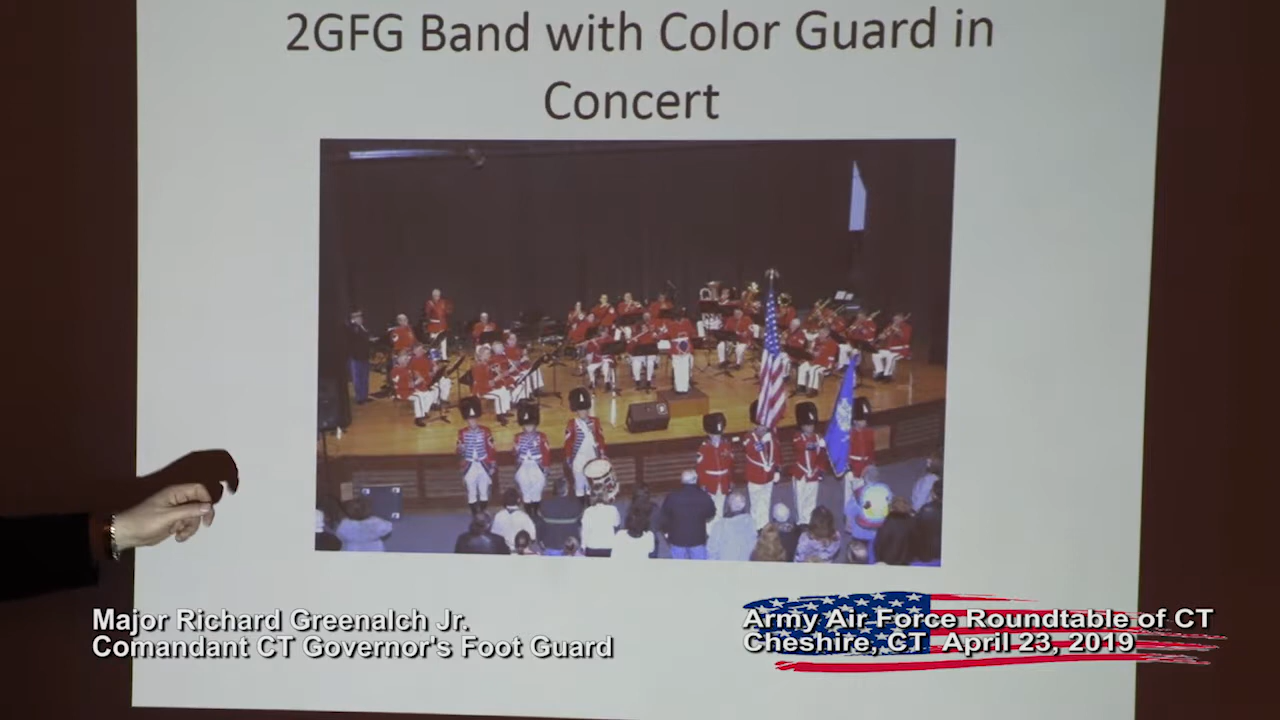 2GFG Band with Color Guard in
Concert
Major Richard Greenalch Jr.
Comandant CT Governor's Foot Guard
Army Air Force Roundtable of CT
Cheshire, CT April 23, 2019